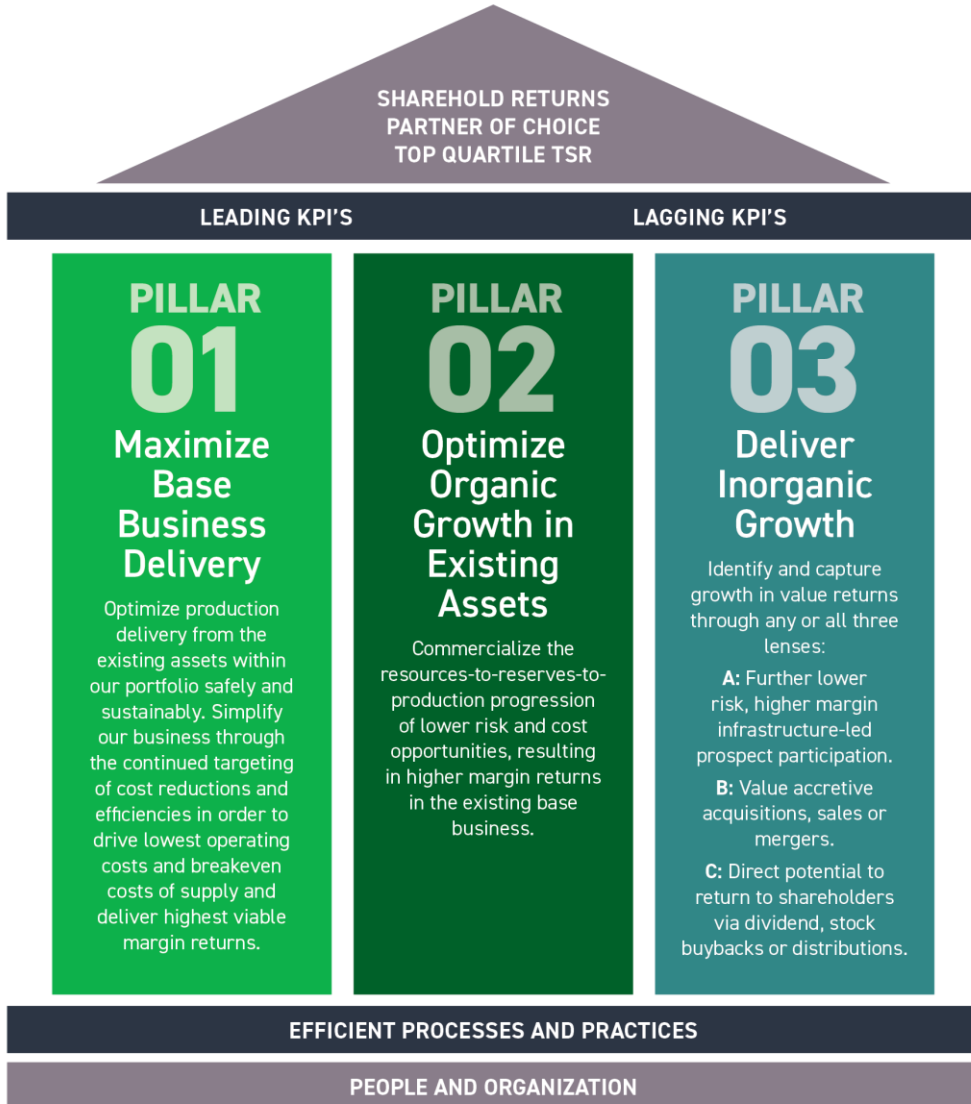 SHAREHOLD RETURNS
PARTNER OF CHOICE
TOP QUARTILE TSR
LEADING KPI'S
LAGGING KPI'S
PILLAR
01
Maximize
Base
Business
Delivery
Optimize production
delivery from the
existing assets within
our portfolio safely and
sustainably. Simplify
our business through
the continued targeting
of cost reductions and
efficiencies in order to
drive lowest operating
costs and breakeven
costs of supply and
deliver highest viable
margin returns.
PILLAR
02
Optimize
Organic
Growth in
Existing
Assets
Commercialize the
resources-to-reserves-to-
production progression
of lower risk and cost
opportunities, resulting
in higher margin returns
in the existing base
business.
PILLAR
03
Deliver
Inorganic
Growth
Identify and capture
growth in value returns
through any or all three
lenses:
A: Further lower
risk, higher margin
infrastructure-led
prospect participation.
B: Value accretive
acquisitions, sales or
mergers.
C: Direct potential to
return to shareholders
via dividend, stock
buybacks or distributions.
EFFICIENT PROCESSES AND PRACTICES
PEOPLE AND ORGANIZATION